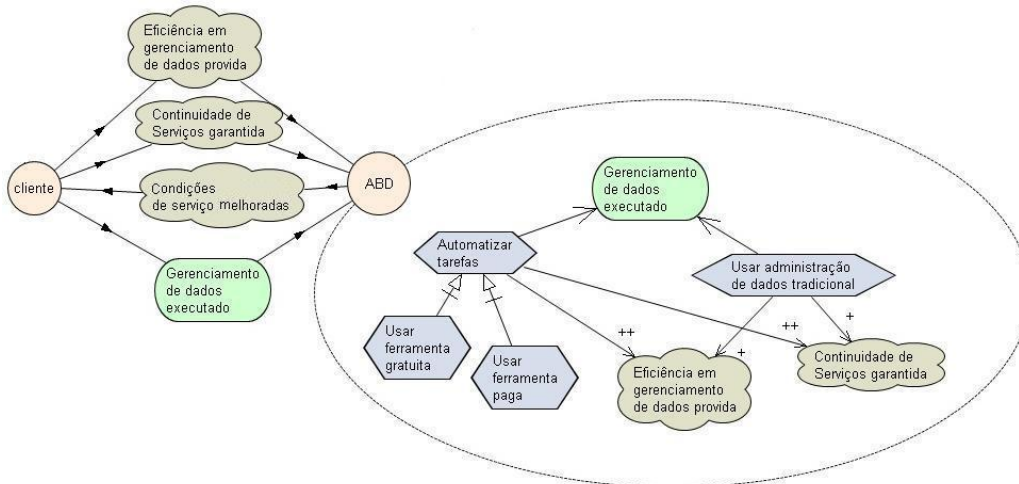 Eficiência em
gerenciamento
de dados provida
Continuidade de
Serviços garantida
cliente
ABD
Condições
de serviço melhoradas
Gerenciamento
de dados
executado
Gerenciamento
de dados
executado
Automatizar
tarefas
Usar administração
de dados tradicional
Usar
ferramenta
gratuita
Usar
ferramenta
paga
++
+
++
+
Eficiência em
gerenciamento
de dados provida
Continuidade de
Serviços garantida